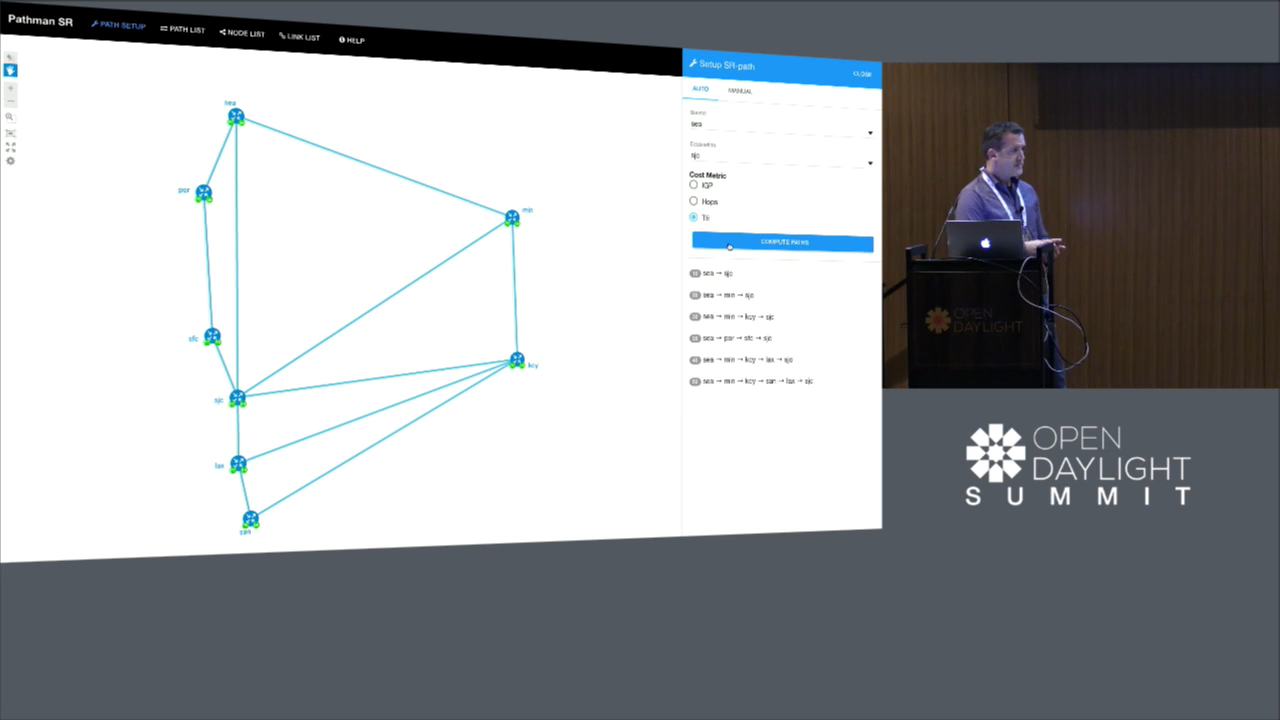 Pathman SR
PATH SETUP
PATH LIST
NODE LIST
LINK LIST
HELP
Setup SR-path
CLOSE
AUTO
MANUAL
sea
sjc
Cost Metric
IGP
Hops
TE
COMPUTE PATHS
sea → sjc
sea → min → sjc
sea → min → kcy → sjc
sea → por → sfc → sjc
sea → min → kcy → lax → sjc
sea → min → kcy → san → lax → sjc
sea
por
min
sfc
kcy
sjc
lax
san
OPEN
DAYLIGHT
OPEN
DAYLIGHT
SUMMIT